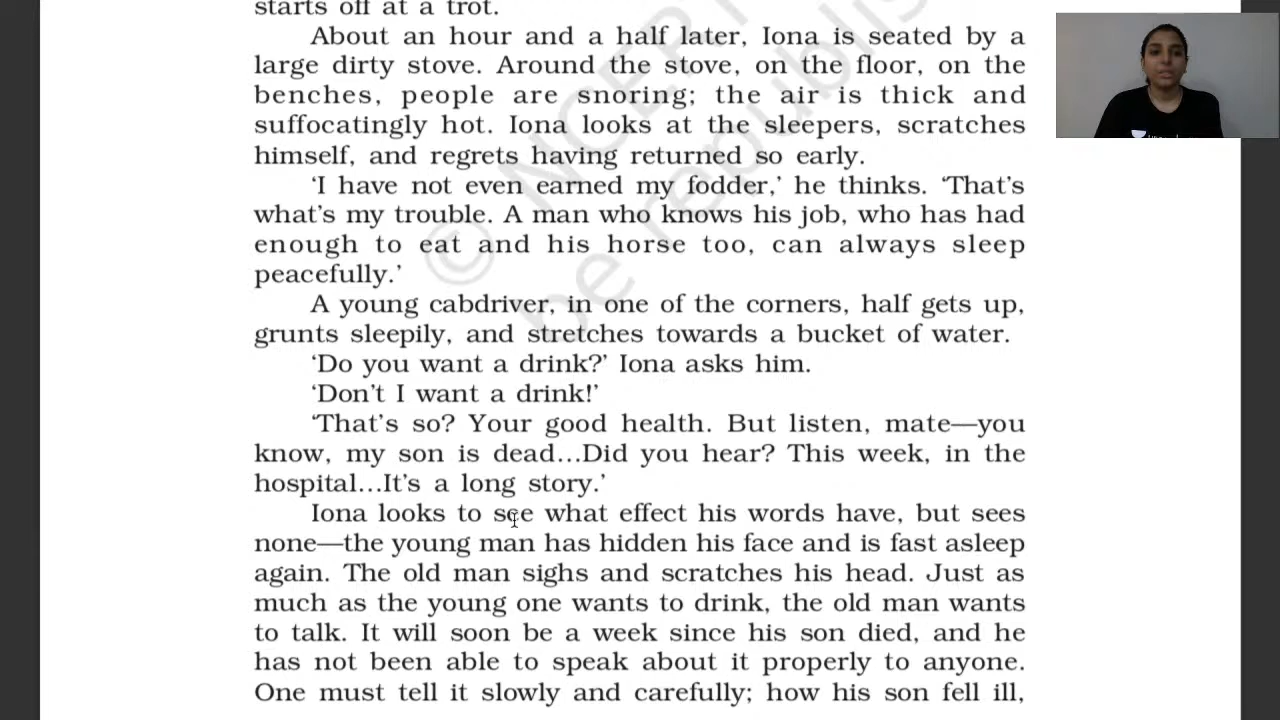 starts off at a trot.
About an hour and a half later, Iona is seated by a
large dirty stove. Around the stove, on the floor, on the
benches, people are snoring; the air is thick and
suffocatingly hot. Iona looks at the sleepers, scratches
himself, and regrets having returned so early.
‘I have not even earned my fodder,’ he thinks. ‘That’s
what’s my trouble. A man who knows his job, who has had
enough to eat and his horse too, can always sleep
peacefully.’
A young cabdriver, in one of the corners, half gets up,
grunts sleepily, and stretches towards a bucket of water.
‘Do you want a drink?’ Iona asks him.
‘Don’t I want a drink!’
‘That’s so? Your good health. But listen, mate—you
know, my son is dead...Did you hear? This week, in the
hospital...It’s a long story.’
Iona looks to see what effect his words have, but sees
none—the young man has hidden his face and is fast asleep
again. The old man sighs and scratches his head. Just as
much as the young one wants to drink, the old man wants
to talk. It will soon be a week since his son died, and he
has not been able to speak about it properly to anyone.
One must tell it slowly and carefully; how his son fell ill,
© NCERT
be republish